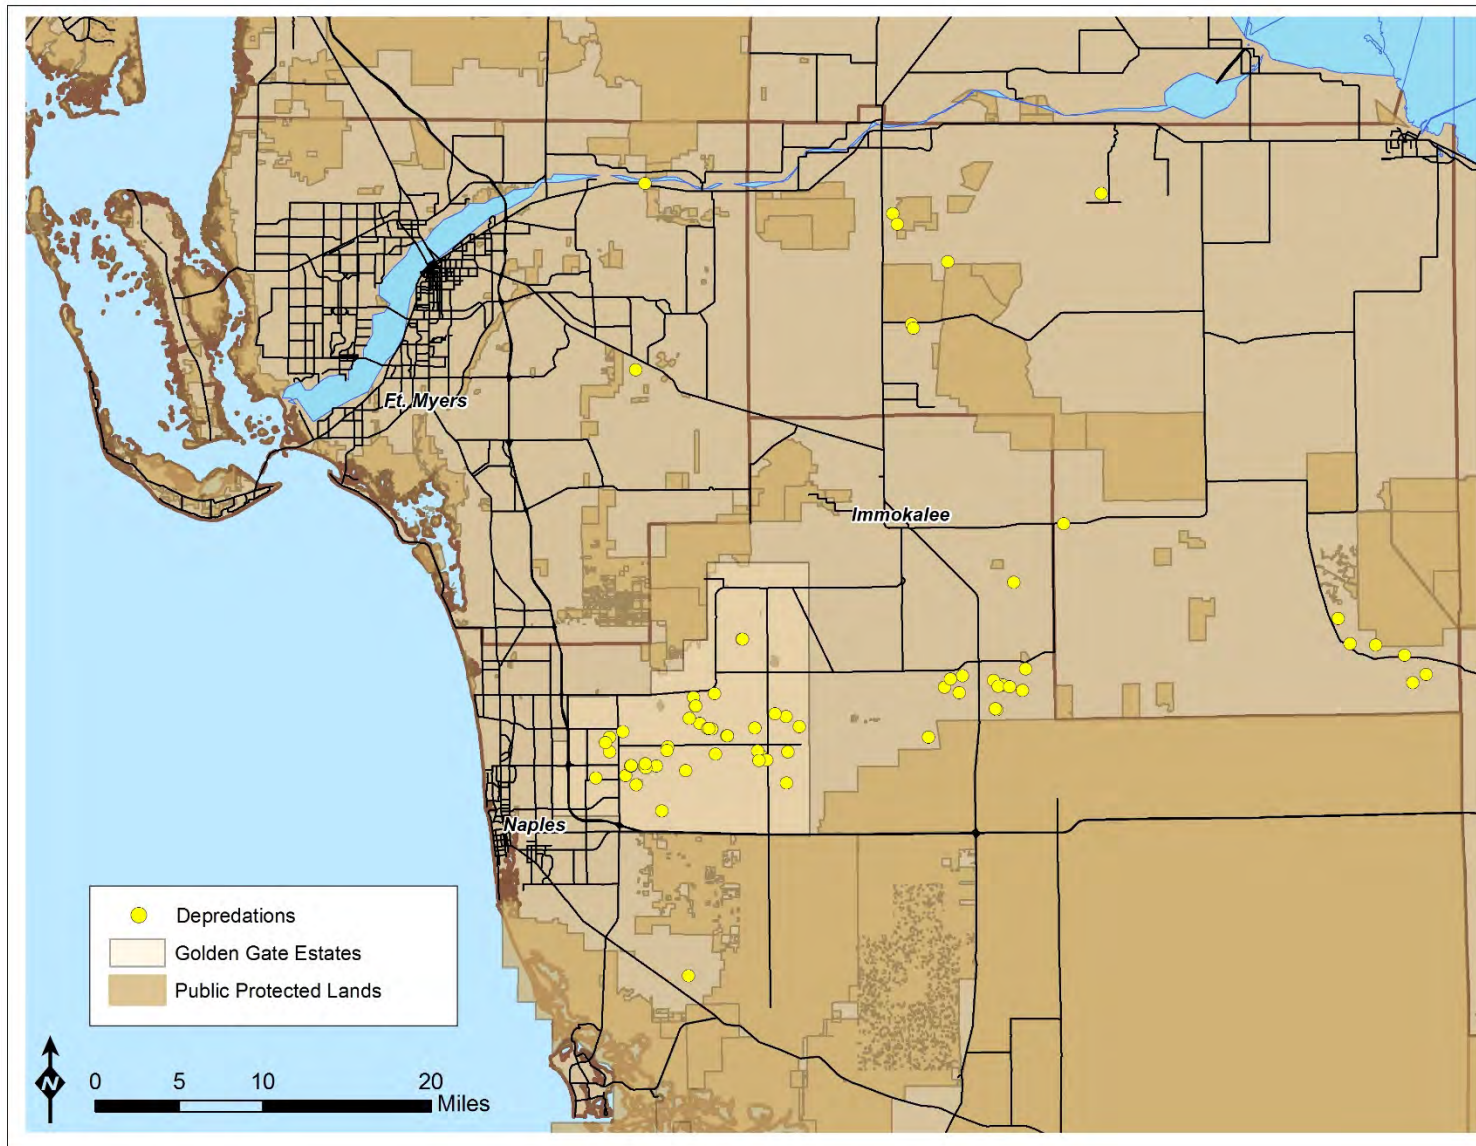 Ft. Myers
Immokalee
Naples
Depredations
Golden Gate Estates
Public Protected Lands
N
0 5 10 20
Miles